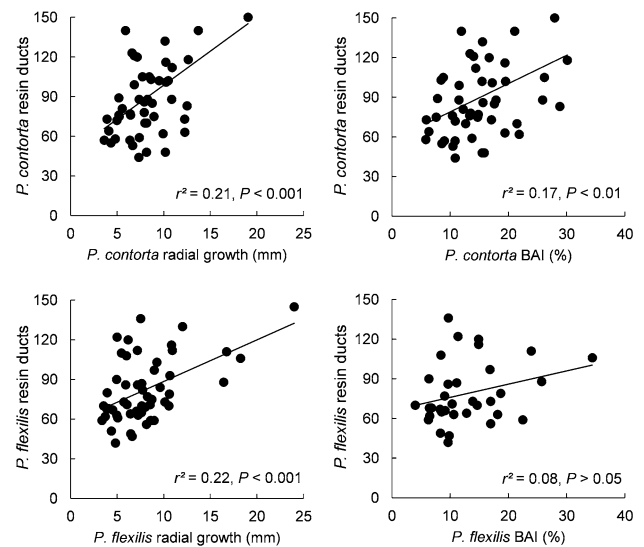 150
120
90
60
30
0
P. contorta resin ducts
r² = 0.21, P < 0.001
0 5 10 15 20 25
P. contorta radial growth (mm)
150
120
90
60
30
0
P. contorta resin ducts
r² = 0.17, P < 0.01
0 10 20 30 40
P. contorta BAI (%)
150
120
90
60
30
0
P. flexilis resin ducts
r² = 0.22, P < 0.001
0 5 10 15 20 25
P. flexilis radial growth (mm)
150
120
90
60
30
0
P. flexilis resin ducts
r² = 0.08, P > 0.05
0 10 20 30 40
P. flexilis BAI (%)